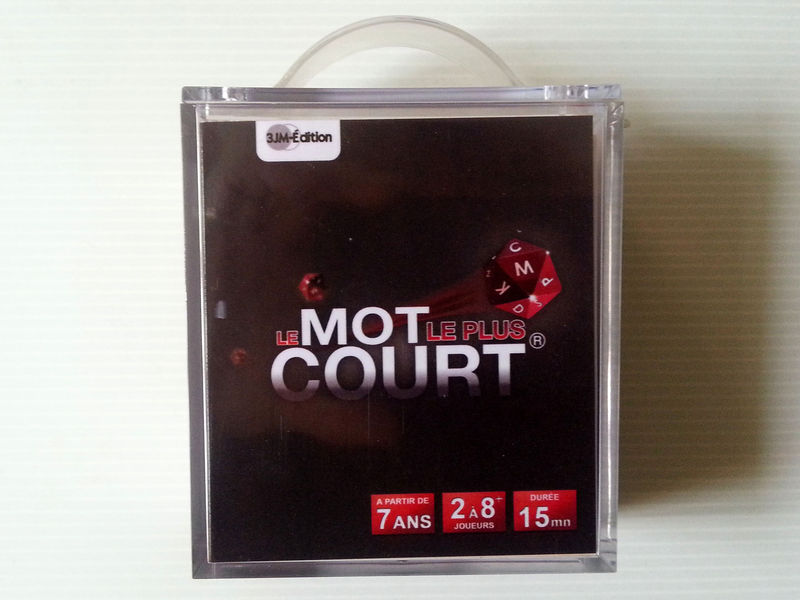 3JM-Édition
C
M
K
P
D
S
LE MOT LE PLUS
COURT ®
A PARTIR DE
7 ANS
2 À 8+
JOUEURS
DURÉE
15mn